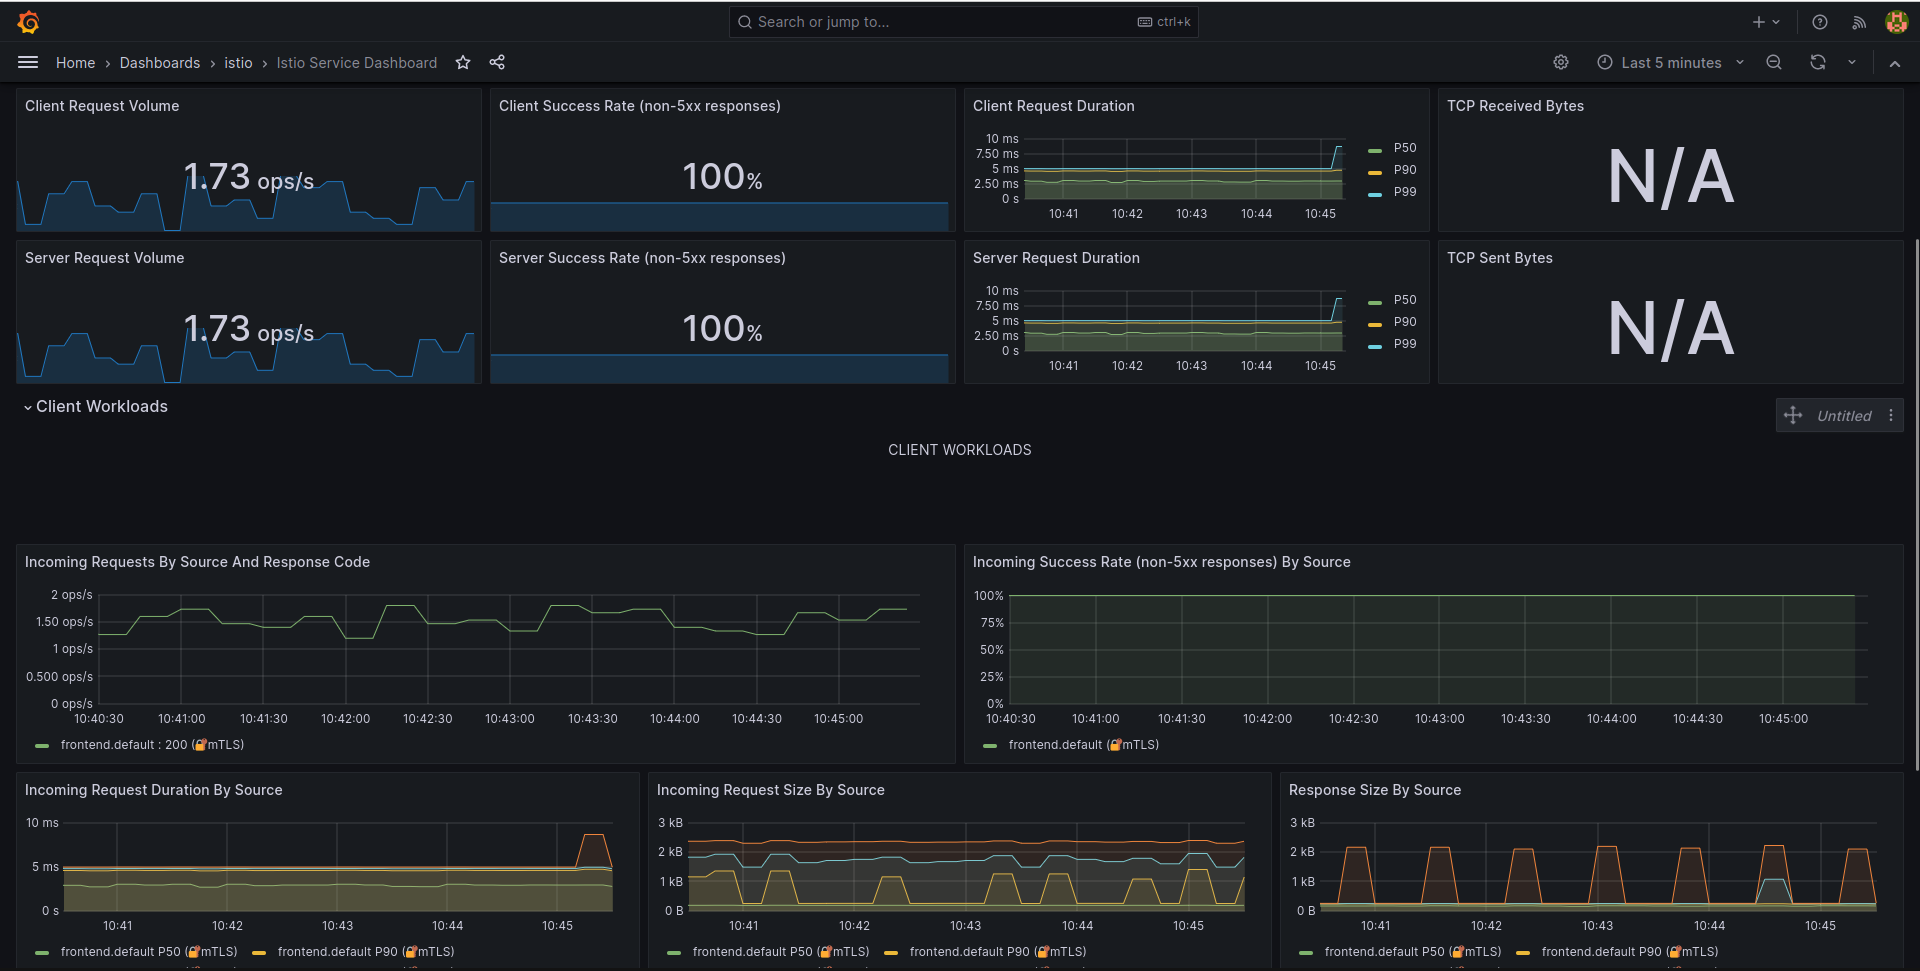 Search or jump to... ctrl+k
Home › Dashboards › istio › Istio Service Dashboard
Last 5 minutes
Client Request Volume
1.73 ops/s
Client Success Rate (non-5xx responses)
100%
Client Request Duration
10 ms
7.50 ms
5 ms
2.50 ms
0 s
10:41 10:42 10:43 10:44 10:45
P50
P90
P99
TCP Received Bytes
N/A
Server Request Volume
1.73 ops/s
Server Success Rate (non-5xx responses)
100%
Server Request Duration
10 ms
7.50 ms
5 ms
2.50 ms
0 s
10:41 10:42 10:43 10:44 10:45
P50
P90
P99
TCP Sent Bytes
N/A
Client Workloads
Untitled
CLIENT WORKLOADS
Incoming Requests By Source And Response Code
2 ops/s
1.50 ops/s
1 ops/s
0.500 ops/s
0 ops/s
10:40:30 10:41:00 10:41:30 10:42:00 10:42:30 10:43:00 10:43:30 10:44:00 10:44:30 10:45:00
frontend.default : 200 (🔐mTLS)
Incoming Success Rate (non-5xx responses) By Source
100%
75%
50%
25%
0%
10:40:30 10:41:00 10:41:30 10:42:00 10:42:30 10:43:00 10:43:30 10:44:00 10:44:30 10:45:00
frontend.default (🔐mTLS)
Incoming Request Duration By Source
10 ms
5 ms
0 s
10:41 10:42 10:43 10:44 10:45
frontend.default P50 (🔐mTLS) frontend.default P90 (🔐mTLS)
Incoming Request Size By Source
3 kB
2 kB
1 kB
0 B
10:41 10:42 10:43 10:44 10:45
frontend.default P50 (🔐mTLS) frontend.default P90 (🔐mTLS)
Response Size By Source
3 kB
2 kB
1 kB
0 B
10:41 10:42 10:43 10:44 10:45
frontend.default P50 (🔐mTLS) frontend.default P90 (🔐mTLS)